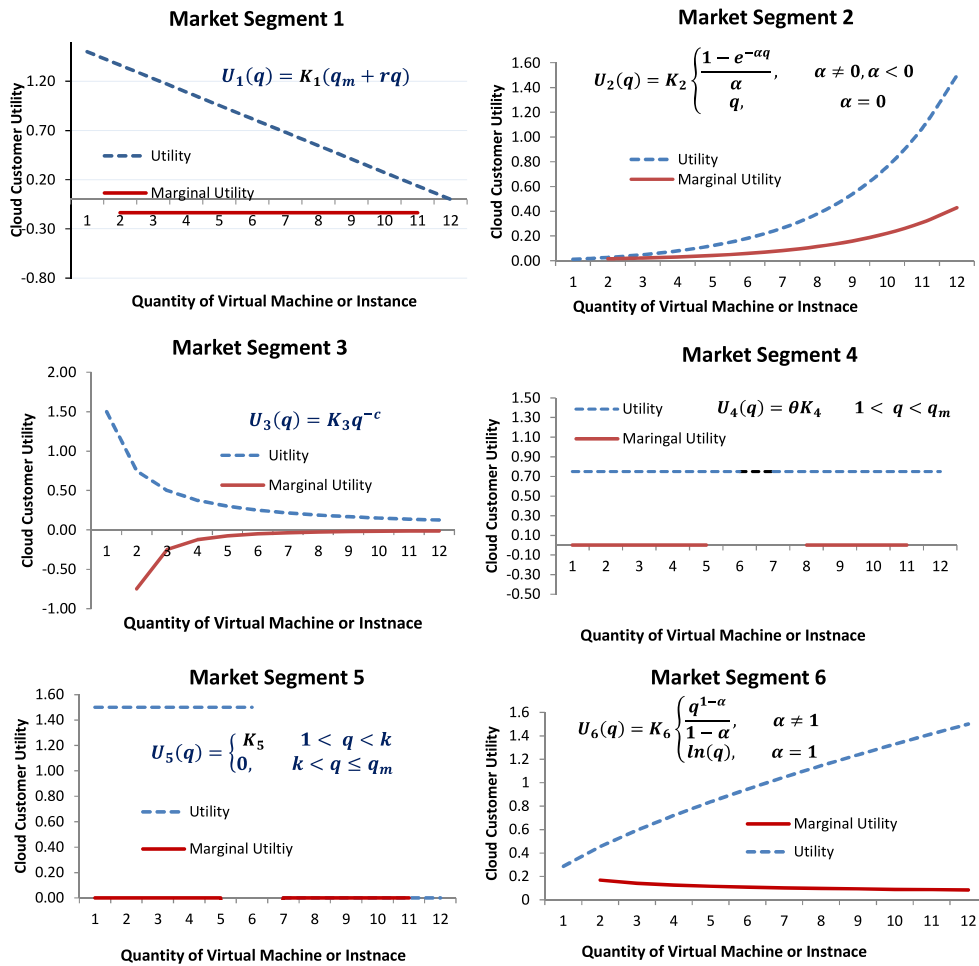 Market Segment 1
Cloud Customer Utility
1.20
0.70
0.20
-0.30
-0.80
U₁(q) = K₁(qₘ + rq)
Utility
Marginal Utility
1 2 3 4 5 6 7 8 9 10 11 12
Quantity of Virtual Machine or Instance
Market Segment 2
Cloud Customer Utility
1.60
1.40
1.20
1.00
0.80
0.60
0.40
0.20
0.00
U₂(q) = K₂ { (1 − e^{−αq})/α, α ≠ 0, α < 0
q, α = 0
Utility
Marginal Utility
1 2 3 4 5 6 7 8 9 10 11 12
Quantity of Virtual Machine or Instnace
Market Segment 3
Cloud Customer Utility
2.00
1.50
1.00
0.50
0.00
-0.50
-1.00
U₃(q) = K₃q^{−c}
Uitlity
Marginal Utility
1 2 3 4 5 6 7 8 9 10 11 12
Quantity of Virtual Machine or Instnace
Market Segment 4
Cloud Customer Utility
1.50
1.30
1.10
0.90
0.70
0.50
0.30
0.10
-0.10
-0.30
-0.50
Utility
Maringal Utility
U₄(q) = θK₄ 1 < q < qₘ
1 2 3 4 5 6 7 8 9 10 11 12
Quantity of Virtual Machine or Instnace
Market Segment 5
Cloud Customer Utility
1.60
1.40
1.20
1.00
0.80
0.60
0.40
0.20
0.00
U₅(q) = { K₅ 1 < q < k
0, k < q ≤ qₘ
Utility
Marginal Utiltiy
1 2 3 4 5 6 7 8 9 10 11 12
Quantity of Virtual Machine or Instnace
Market Segment 6
Cloud Customer Utility
1.6
1.4
1.2
1
0.8
0.6
0.4
0.2
0
U₆(q) = K₆ { q^{1−α}/(1 − α), α ≠ 1
ln(q), α = 1
Marginal Utility
Utility
1 2 3 4 5 6 7 8 9 10 11 12
Quantity of Virtual Machine or Instnace